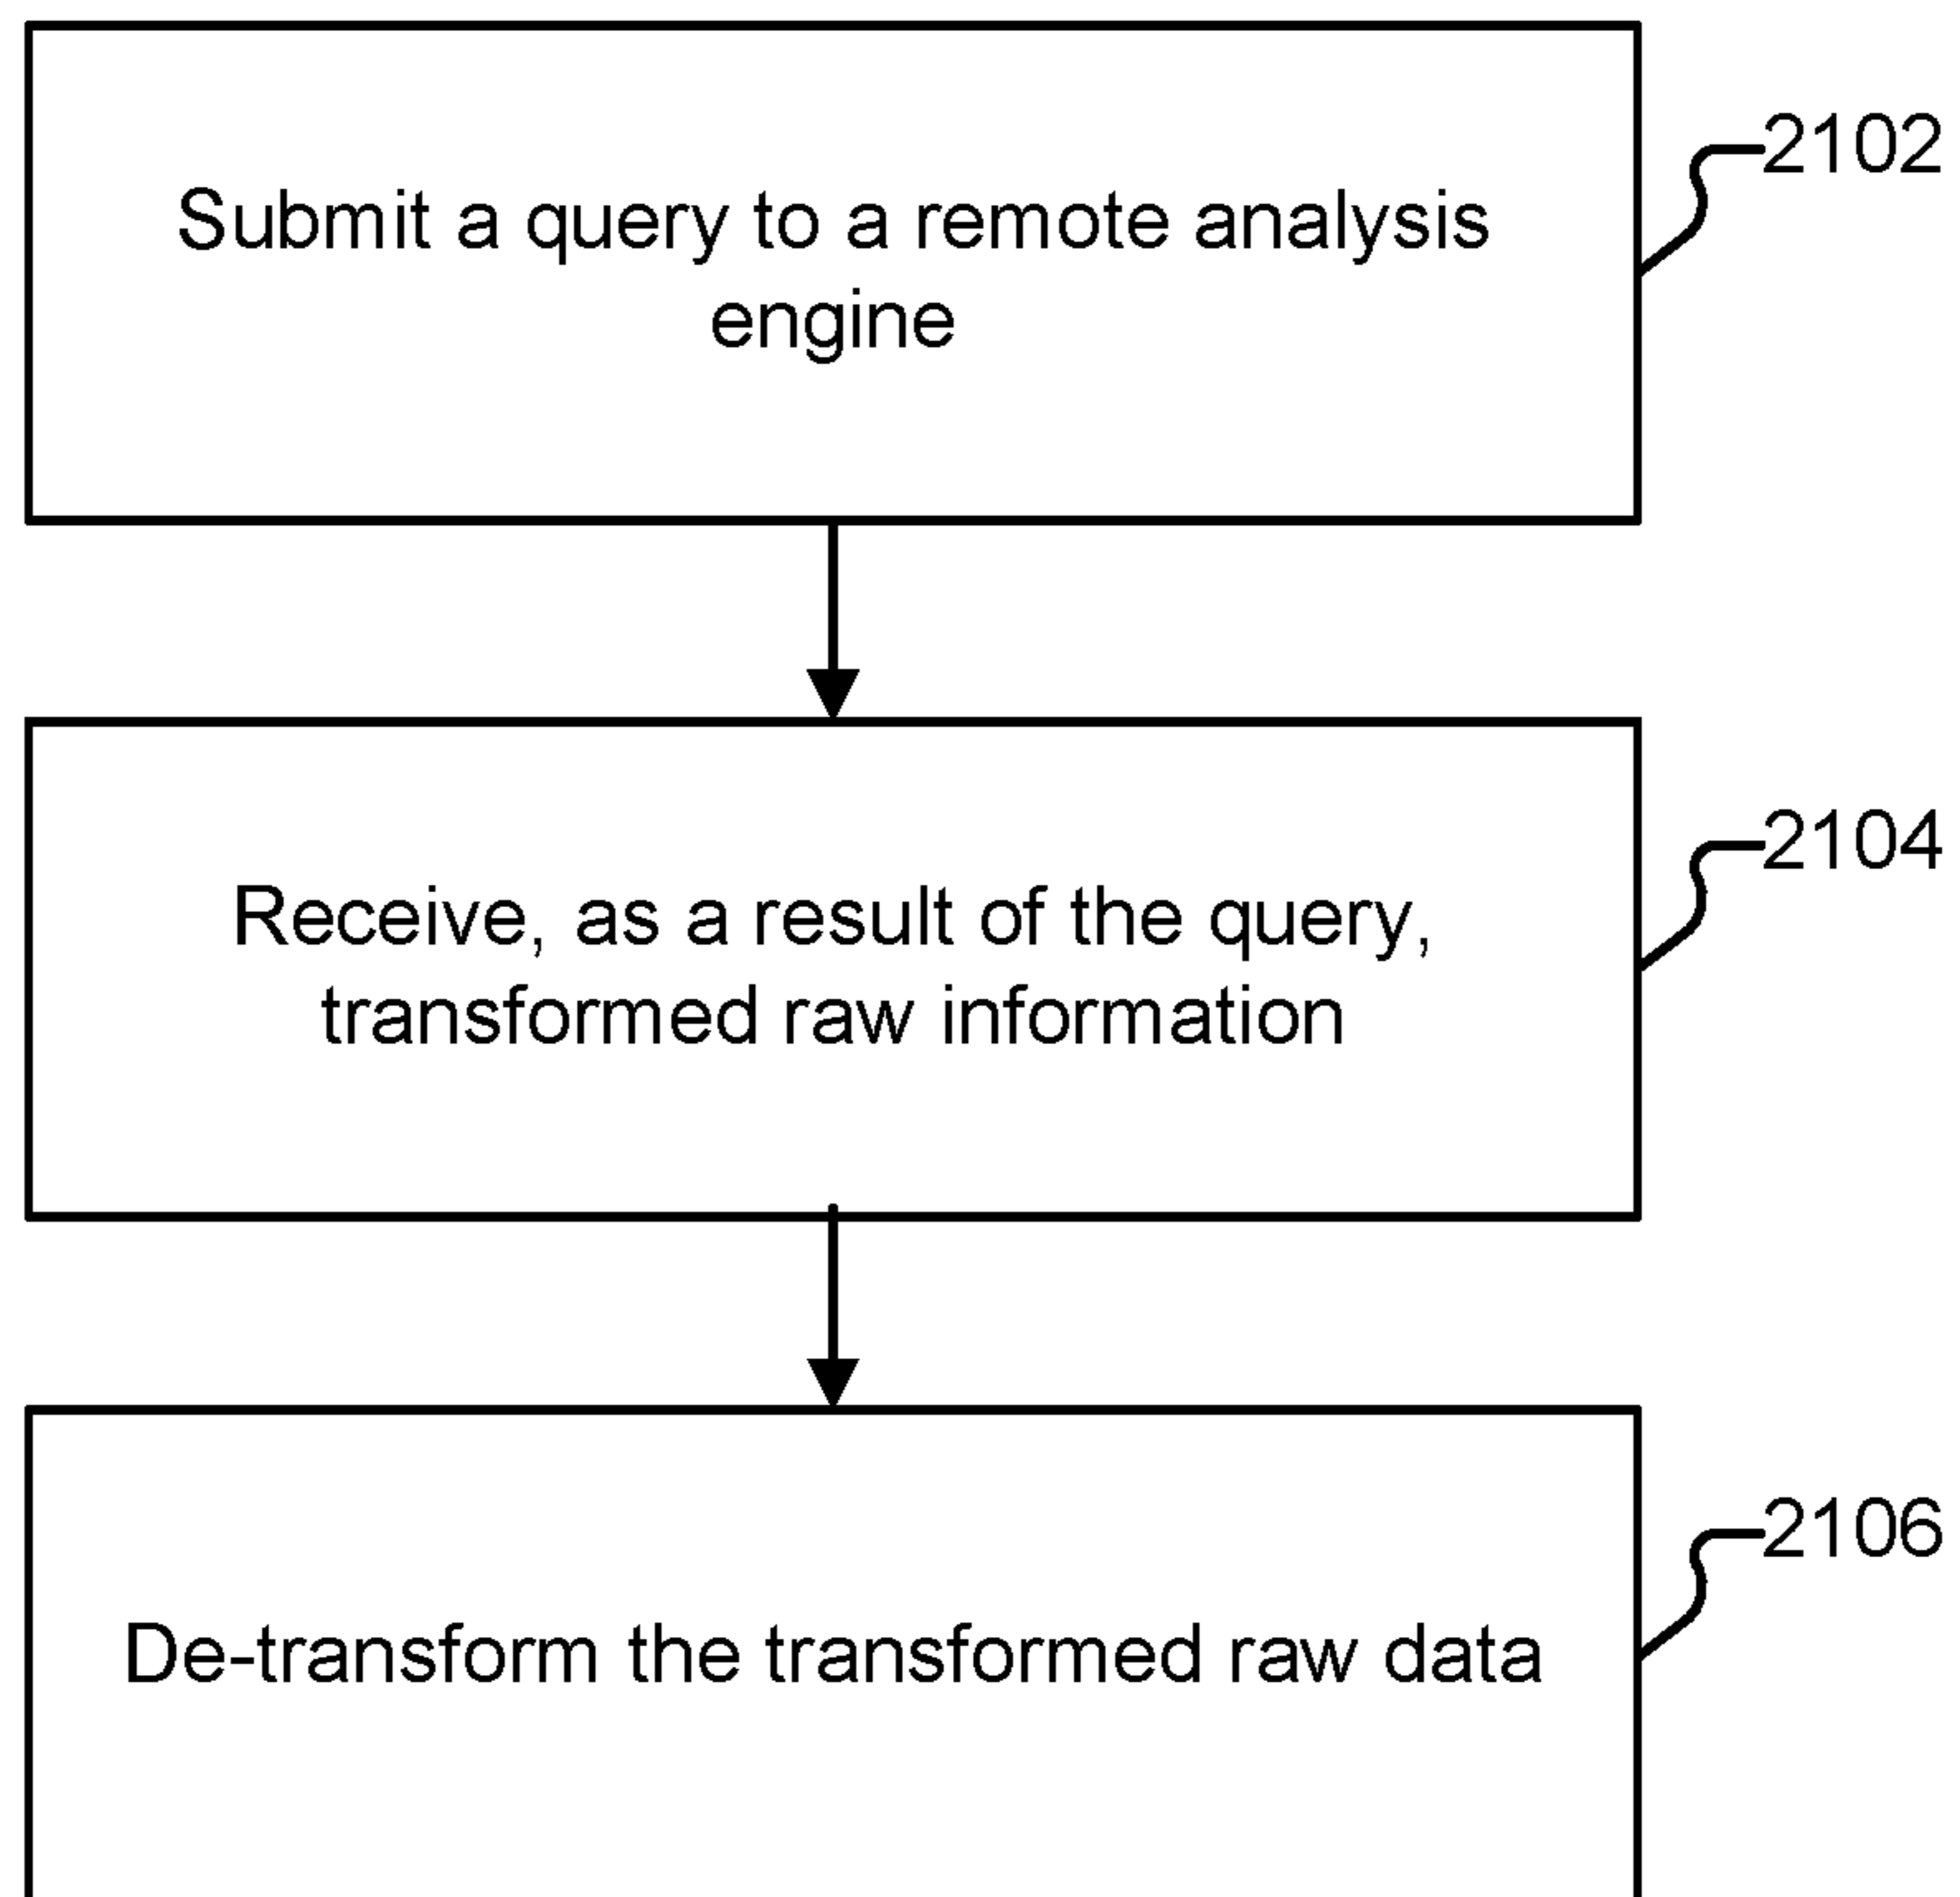 Submit a query to a remote analysis
engine
2102
Receive, as a result of the query,
transformed raw information
2104
De-transform the transformed raw data
2106